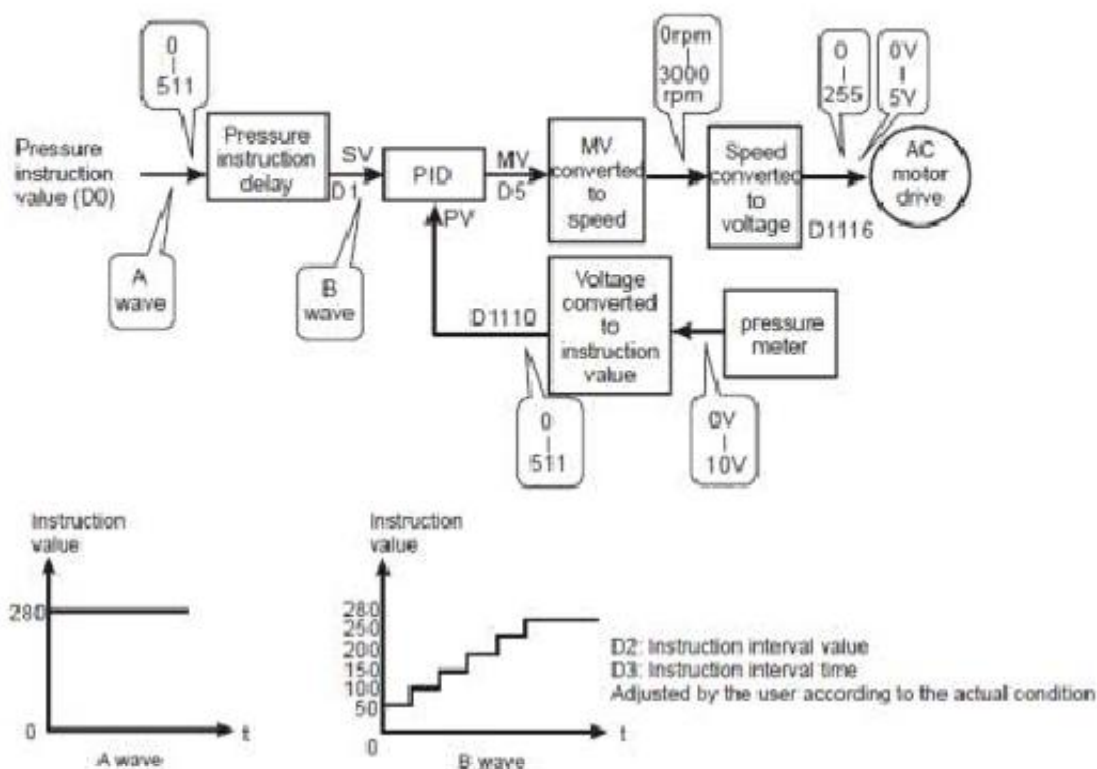 0
|
511
0rpm
|
3000
rpm
0
|
255
0V
|
5V
Pressure
instruction
value (D0)
Pressure
instruction
delay
SV
D1
PID
MV
D5
MV
converted
to
speed
Speed
converted
to
voltage
D1116
AC
motor
drive
PV
A
wave
B
wave
D1110
Voltage
converted
to
instruction
value
pressure
meter
0
|
511
0V
|
10V
Instruction
value
280
0
t
A wave
Instruction
value
280
250
200
150
100
50
0
t
B wave
D2: Instruction interval value
D3: Instruction interval time
Adjusted by the user according to the actual condition